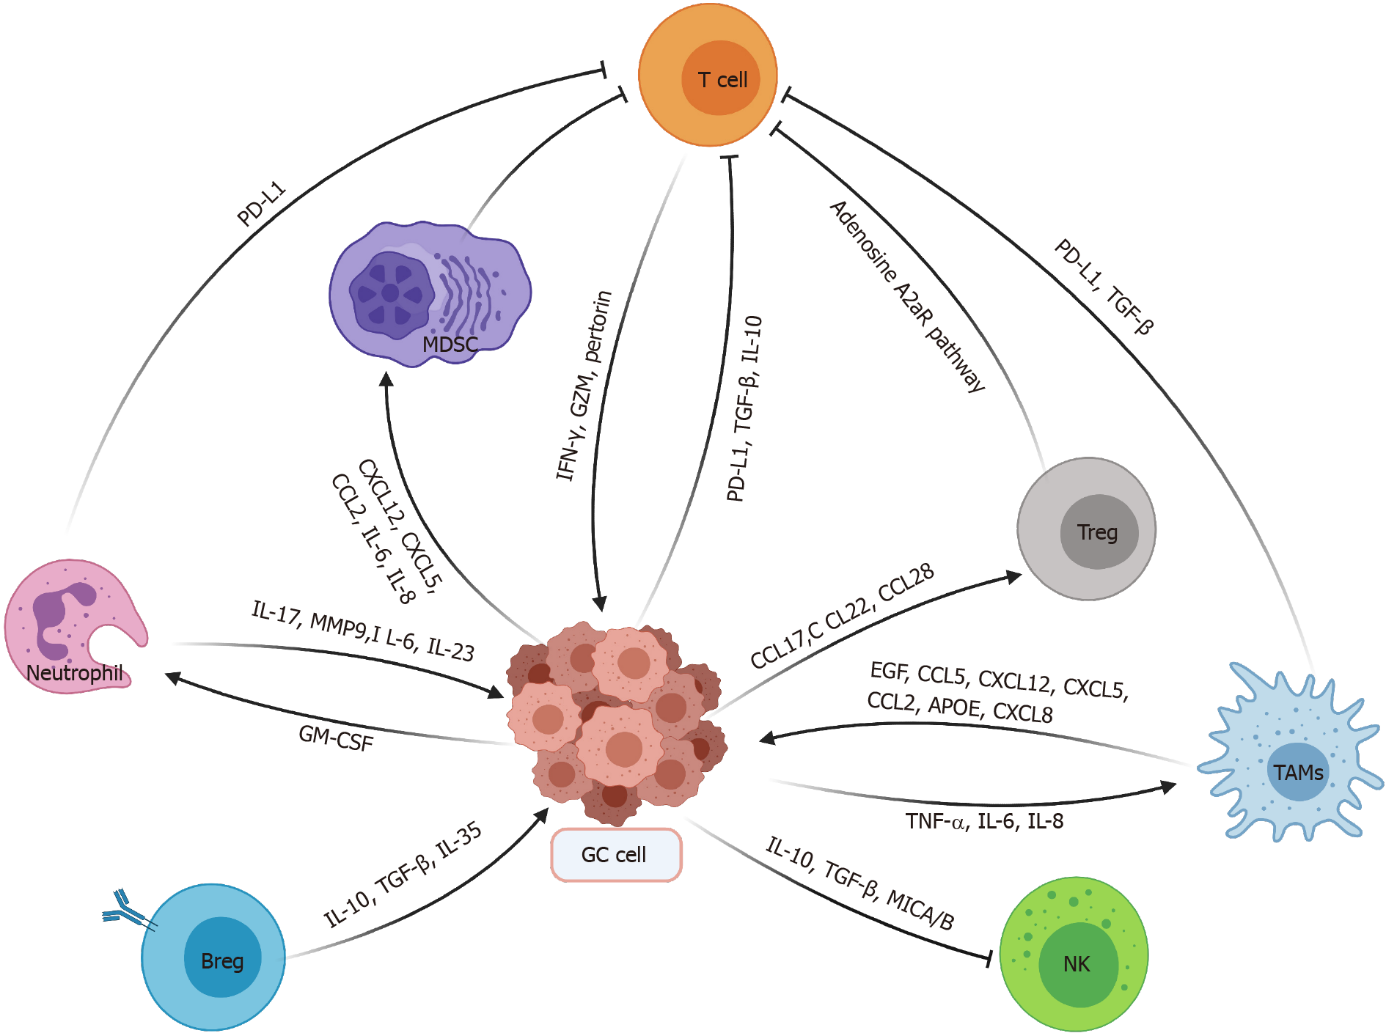 T cell
PD-L1
MDSC
IFN-γ, GZM, pertorin
PD-L1, TGF-β, IL-10
Adenosine A2aR pathway
PD-L1, TGF-β
CXCL12, CXCL5,
CCL2, IL-6, IL-8
Treg
Neutrophil
IL-17, MMP9,I L-6, IL-23
GM-CSF
CCL17,C CL22, CCL28
EGF, CCL5, CXCL12, CXCL5,
CCL2, APOE, CXCL8
TAMs
TNF-α, IL-6, IL-8
GC cell
IL-10, TGF-β, IL-35
IL-10, TGF-β, MICA/B
Breg
NK